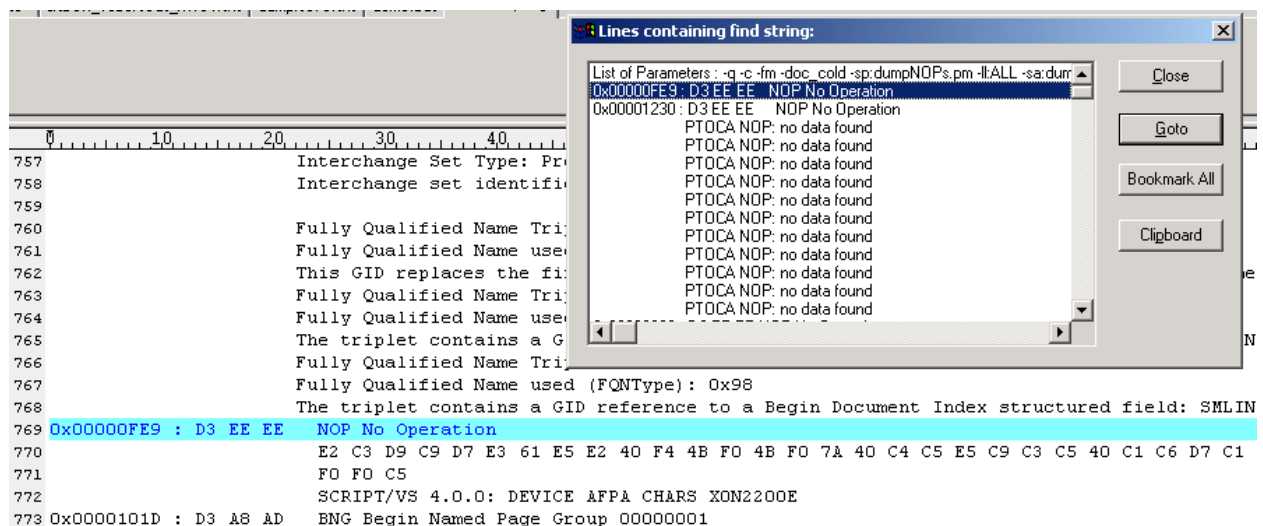 Lines containing find string:
List of Parameters : -q -c -fm -doc_cold -sp:dumpNOPs.pm -ll:ALL -sa:dum
0x00000FE9 : D3 EE EE NOP No Operation
0x00001230 : D3 EE EE NOP No Operation
PTOCA NOP: no data found
PTOCA NOP: no data found
PTOCA NOP: no data found
PTOCA NOP: no data found
PTOCA NOP: no data found
PTOCA NOP: no data found
PTOCA NOP: no data found
PTOCA NOP: no data found
PTOCA NOP: no data found
PTOCA NOP: no data found
PTOCA NOP: no data found
Close
Goto
Bookmark All
Clipboard
0 10 20 30 40
757 Interchange Set Type: Pr
758 Interchange set identifi
759
760 Fully Qualified Name Tri
761 Fully Qualified Name use
762 This GID replaces the fi
763 Fully Qualified Name Tri
764 Fully Qualified Name use
765 The triplet contains a G N
766 Fully Qualified Name Tri
767 Fully Qualified Name used (FQNType): 0x98
768 The triplet contains a GID reference to a Begin Document Index structured field: SMLIN
769 0x00000FE9 : D3 EE EE NOP No Operation
770 E2 C3 D9 C9 D7 E3 61 E5 E2 40 F4 4B F0 4B F0 7A 40 C4 C5 E5 C9 C3 C5 40 C1 C6 D7 C1
771 F0 F0 C5
772 SCRIPT/VS 4.0.0: DEVICE AFPA CHARS XON2200E
773 0x0000101D : D3 A8 AD BNG Begin Named Page Group 00000001